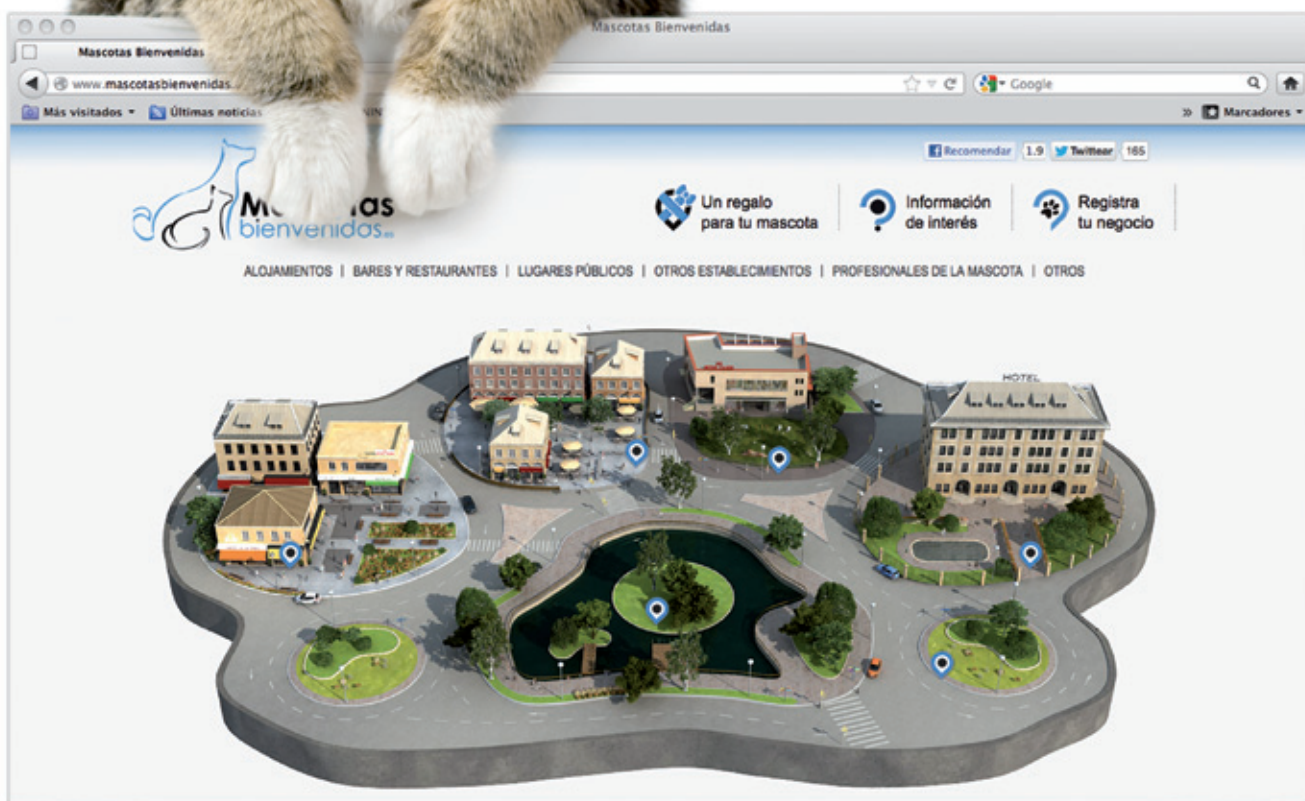 Mascotas Bienvenidas
Mascotas Bienvenidas
www.mascotasbienvenidas.
Google
Más visitados
Últimas noticias
Marcadores
Recomendar 1.9 Twittear 165
bienvenidas.es
Un regalo
para tu mascota
Información
de interés
Registra
tu negocio
ALOJAMIENTOS | BARES Y RESTAURANTES | LUGARES PÚBLICOS | OTROS ESTABLECIMIENTOS | PROFESIONALES DE LA MASCOTA | OTROS
HOTEL